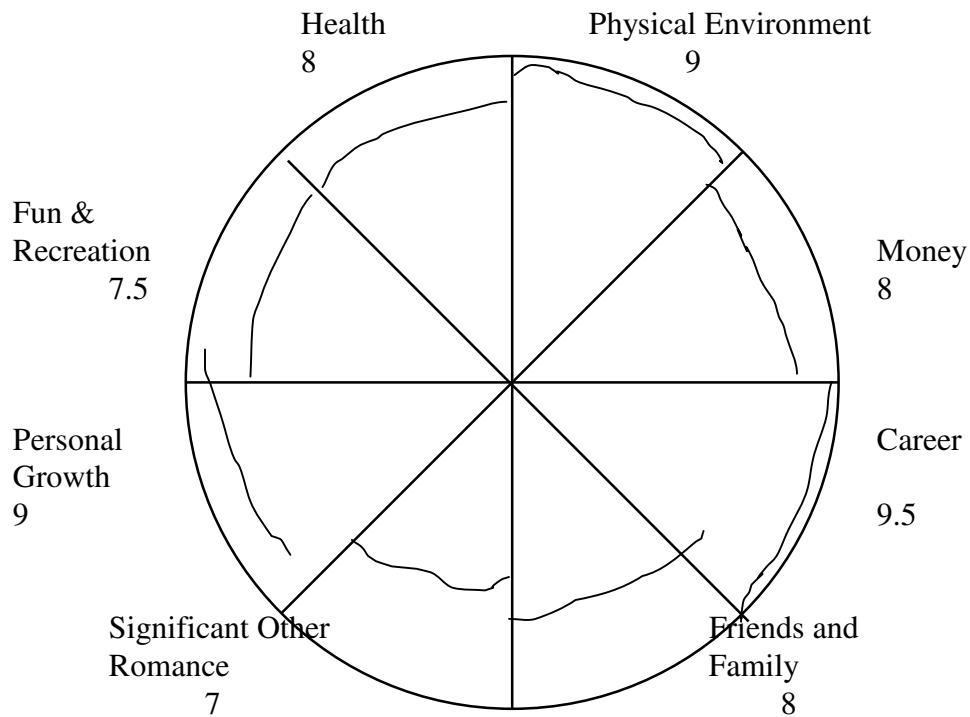 Health
8
Physical Environment
9
Fun &
Recreation
7.5
Money
8
Personal
Growth
9
Career
9.5
Significant Other
Romance
7
Friends and
Family
8